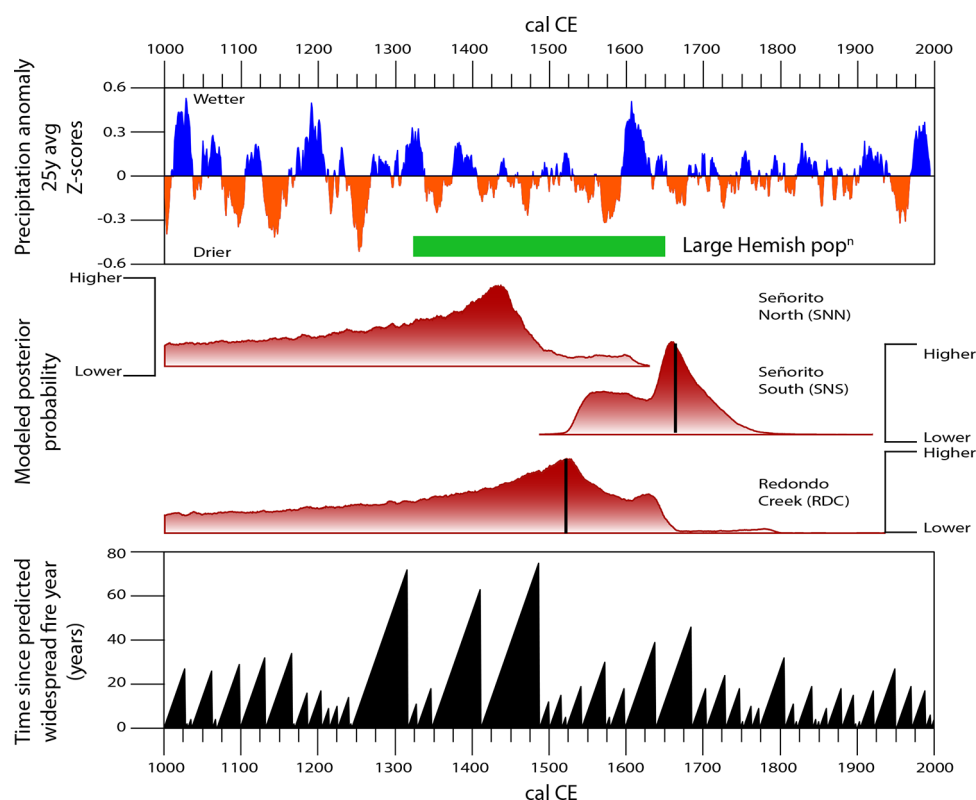 cal CE
1000 1100 1200 1300 1400 1500 1600 1700 1800 1900 2000
Precipitation anomaly
25y avg
Z-scores
0.6
0.3
0
-0.3
-0.6
Wetter
Drier
Large Hemish popⁿ
Modeled posterior
probability
Higher
Lower
Señorito
North (SNN)
Señorito
South (SNS)
Higher
Lower
Redondo
Creek (RDC)
Higher
Lower
Time since predicted
widespread fire year
(years)
80
60
40
20
0
1000 1100 1200 1300 1400 1500 1600 1700 1800 1900 2000
cal CE